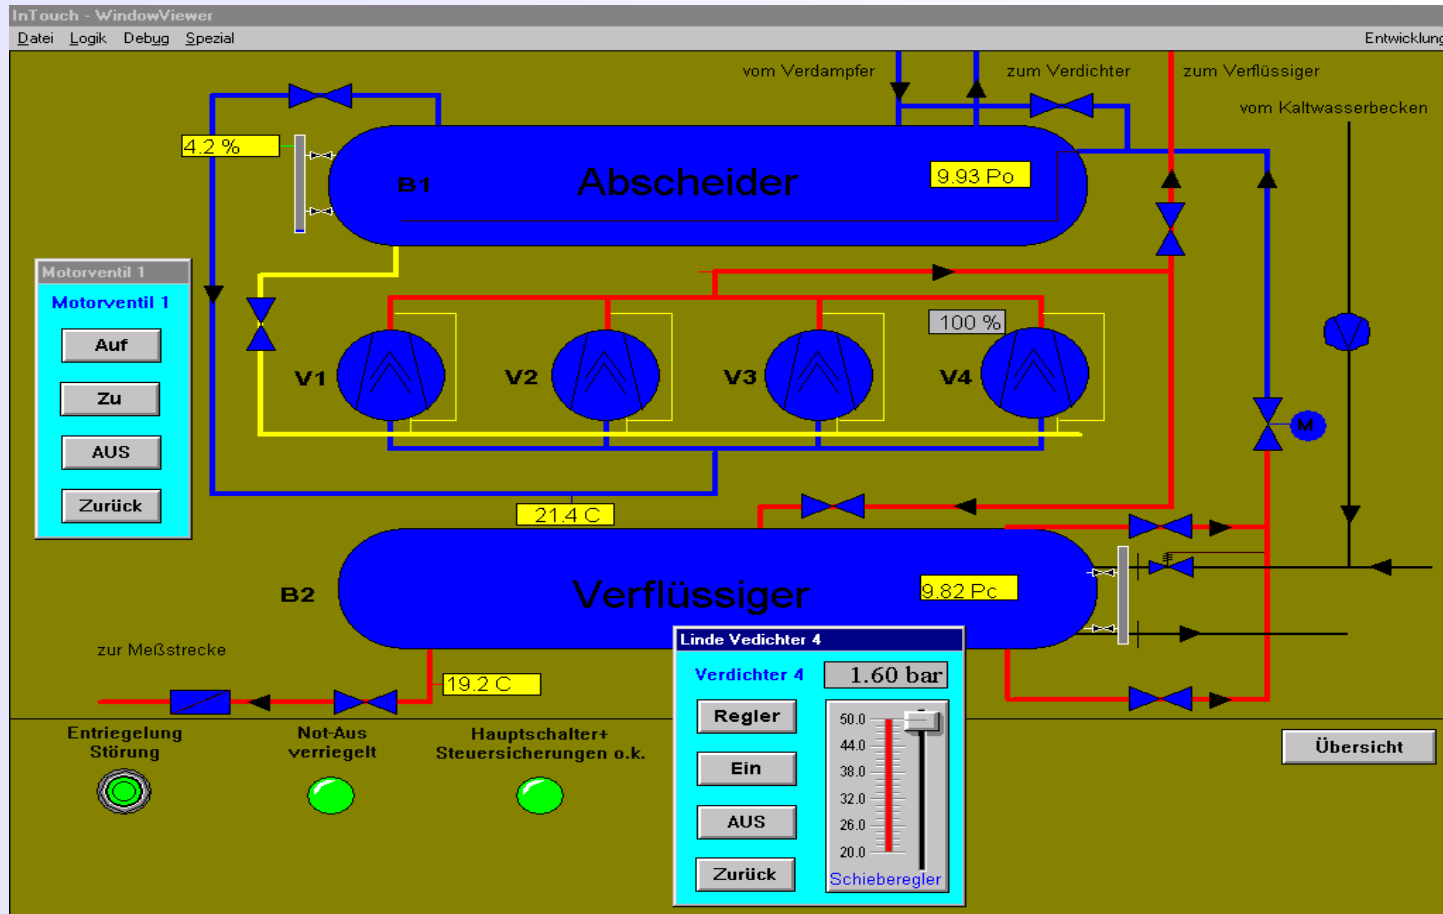 InTouch - WindowViewer
Datei Logik Debug Spezial Entwicklung
vom Verdampfer zum Verdichter zum Verflüssiger
vom Kaltwasserbecken
4.2 %
B1 Abscheider 9.93 Po
Motorventil 1
Motorventil 1
Auf
Zu
AUS
Zurück
100 %
V1 V2 V3 V4
M
21.4 C
B2 Verflüssiger 9.82 Pc
zur Meßstrecke
19.2 C
Linde Vedichter 4
Verdichter 4 1.60 bar
Regler
Ein
AUS
Zurück
50.0
44.0
38.0
32.0
26.0
20.0
Schieberegler
Entriegelung
Störung
Not-Aus
verriegelt
Hauptschalter+
Steuersicherungen o.k.
Übersicht